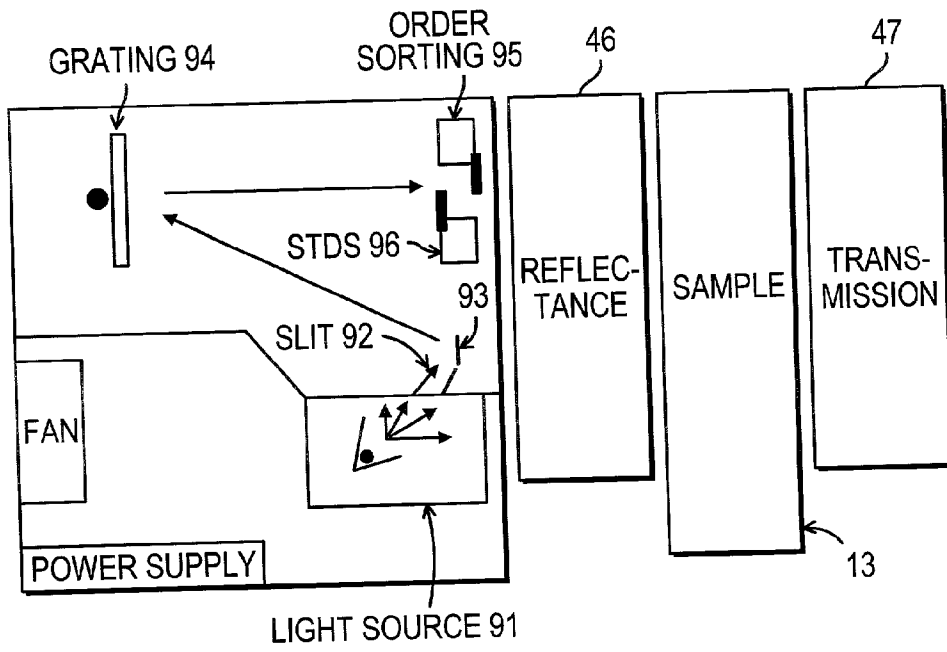 ORDER
SORTING 95
GRATING 94
46
47
STDS 96
93
SLIT 92
REFLEC-
TANCE
SAMPLE
TRANS-
MISSION
FAN
POWER SUPPLY
13
LIGHT SOURCE 91